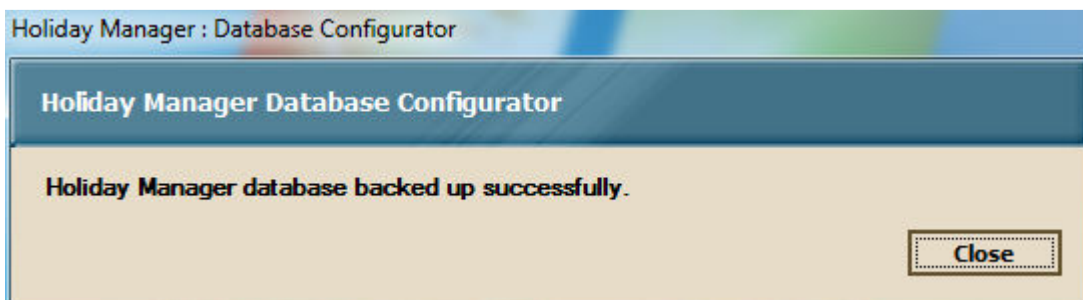 Holiday Manager : Database Configurator
Holiday Manager Database Configurator
Holiday Manager database backed up successfully.
Close